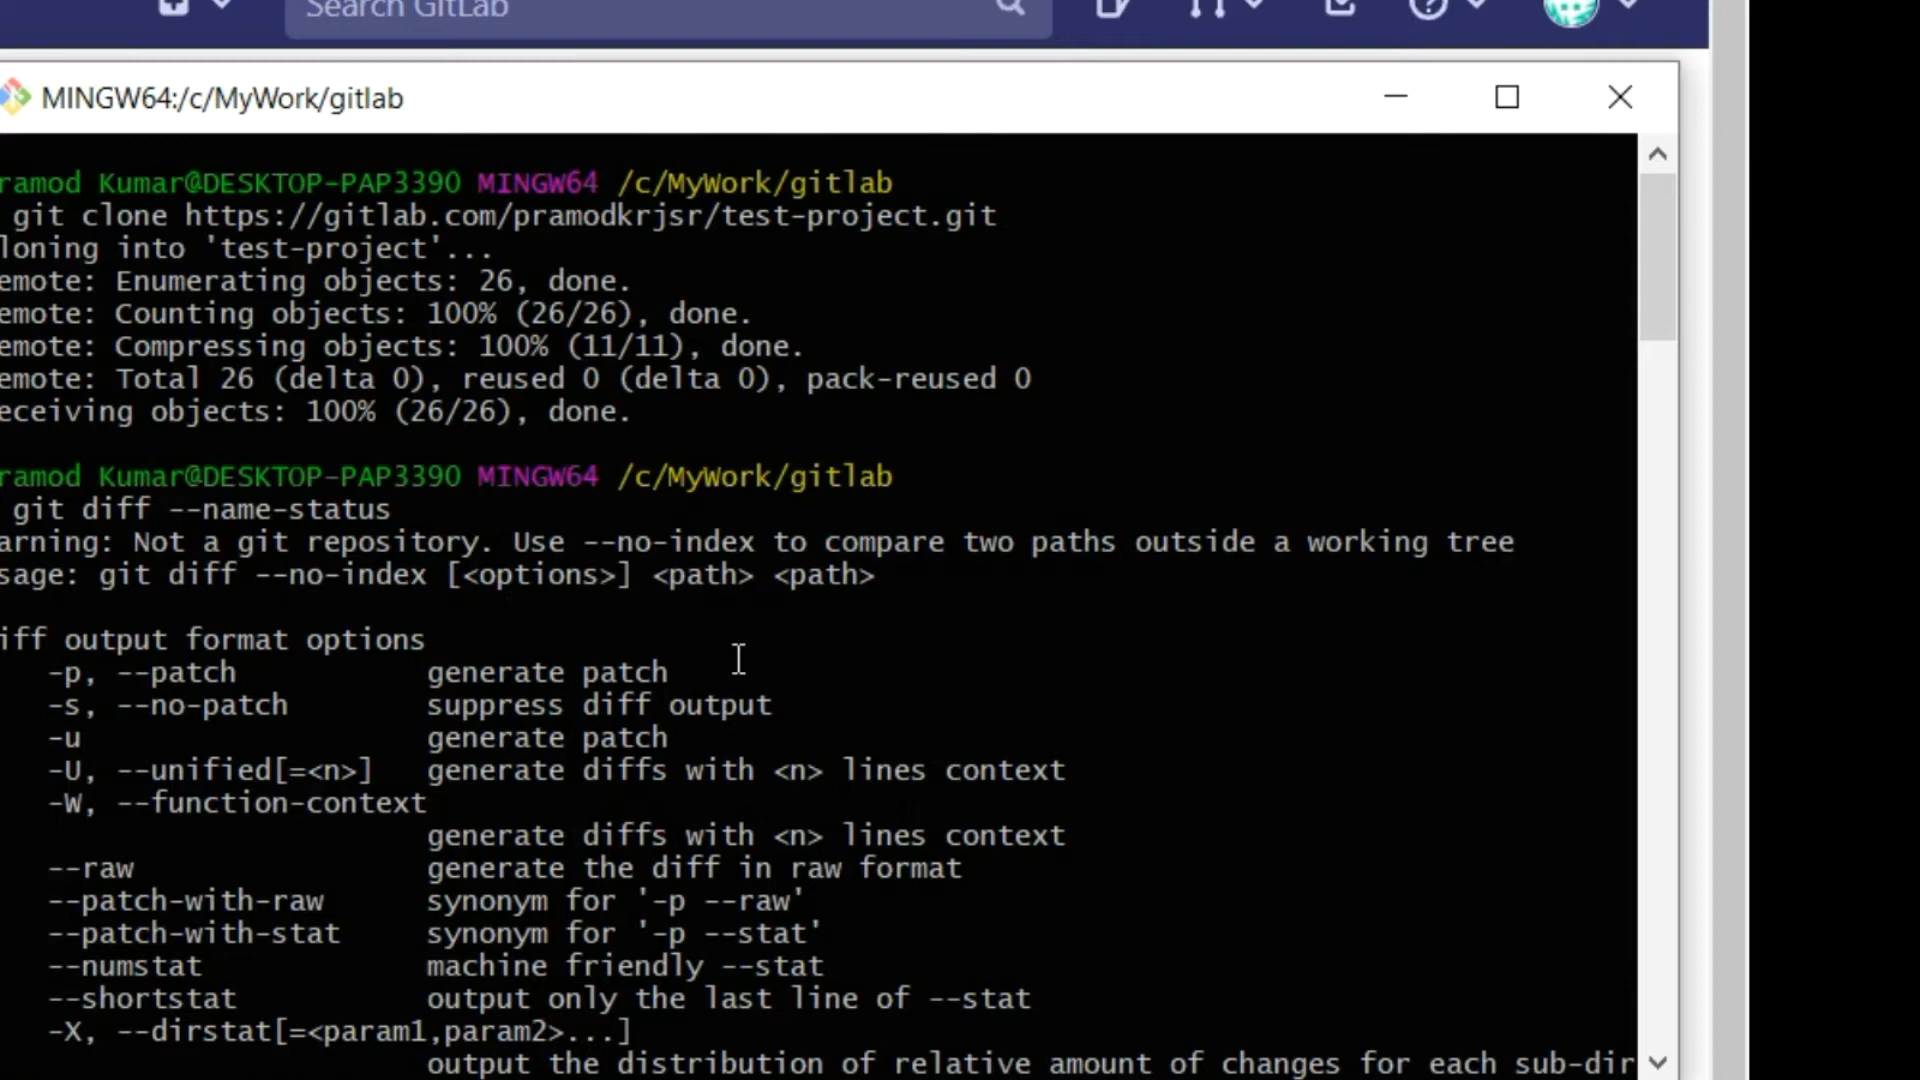 Search GitLab
MINGW64:/c/MyWork/gitlab
ramod Kumar@DESKTOP-PAP3390 MINGW64 /c/MyWork/gitlab
git clone https://gitlab.com/pramodkrjsr/test-project.git
loning into 'test-project'...
emote: Enumerating objects: 26, done.
emote: Counting objects: 100% (26/26), done.
emote: Compressing objects: 100% (11/11), done.
emote: Total 26 (delta 0), reused 0 (delta 0), pack-reused 0
eceiving objects: 100% (26/26), done.
ramod Kumar@DESKTOP-PAP3390 MINGW64 /c/MyWork/gitlab
git diff --name-status
arning: Not a git repository. Use --no-index to compare two paths outside a working tree
sage: git diff --no-index [<options>] <path> <path>
iff output format options
-p, --patch generate patch
-s, --no-patch suppress diff output
-u generate patch
-U, --unified[=<n>] generate diffs with <n> lines context
-W, --function-context
generate diffs with <n> lines context
--raw generate the diff in raw format
--patch-with-raw synonym for '-p --raw'
--patch-with-stat synonym for '-p --stat'
--numstat machine friendly --stat
--shortstat output only the last line of --stat
-X, --dirstat[=<param1,param2>...]
output the distribution of relative amount of changes for each sub-dir